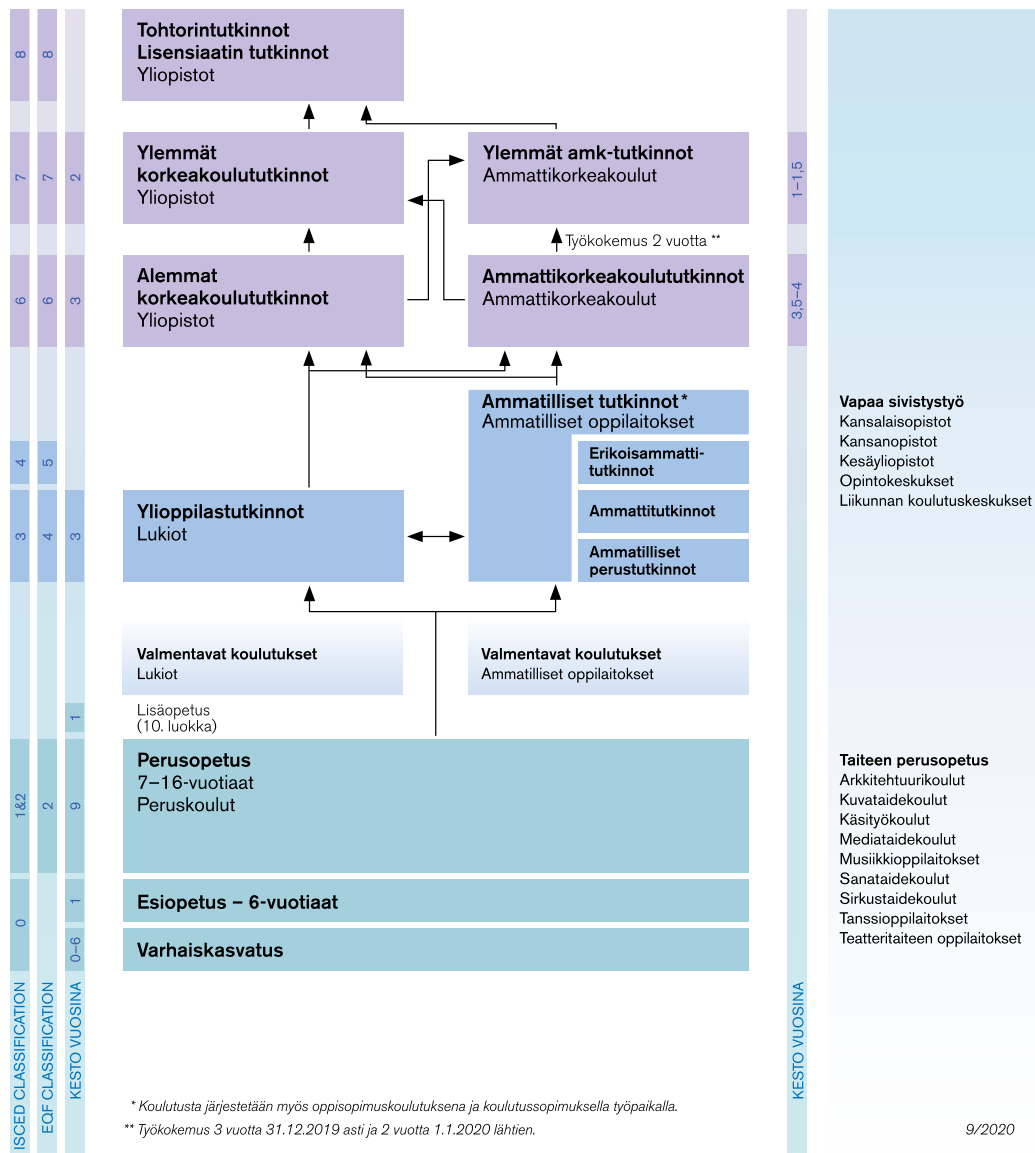 Tohtorintutkinnot
Lisensiaatin tutkinnot
Yliopistot
8
8
Ylemmät
korkeakoulututkinnot
Yliopistot
Ylemmät amk-tutkinnot
Ammattikorkeakoulut
7
7
2
1–1,5
Työkokemus 2 vuotta **
Alemmat
korkeakoulututkinnot
Yliopistot
Ammattikorkeakoulututkinnot
Ammattikorkeakoulut
6
6
3
3,5–4
Ammatilliset tutkinnot *
Ammatilliset oppilaitokset
Erikoisammatti-
tutkinnot
Ammattitutkinnot
Ammatilliset
perustutkinnot
4
5
Ylioppilastutkinnot
Lukiot
3
4
3
Valmentavat koulutukset
Lukiot
Valmentavat koulutukset
Ammatilliset oppilaitokset
Lisäopetus
(10. luokka)
1
Perusopetus
7–16-vuotiaat
Peruskoulut
1&2
2
9
Esiopetus – 6-vuotiaat
1
0
Varhaiskasvatus
0–6
ISCED CLASSIFICATION
EQF CLASSIFICATION
KESTO VUOSINA
KESTO VUOSINA
Vapaa sivistystyö
Kansalaisopistot
Kansanopistot
Kesäyliopistot
Opintokeskukset
Liikunnan koulutuskeskukset
Taiteen perusopetus
Arkkitehtuurikoulut
Kuvataidekoulut
Käsityökoulut
Mediataidekoulut
Musiikkioppilaitokset
Sanataidekoulut
Sirkustaidekoulut
Tanssioppilaitokset
Teatteritaiteen oppilaitokset
* Koulutusta järjestetään myös oppisopimuskoulutuksena ja koulutussopimuksella työpaikalla.
** Työkokemus 3 vuotta 31.12.2019 asti ja 2 vuotta 1.1.2020 lähtien.
9/2020